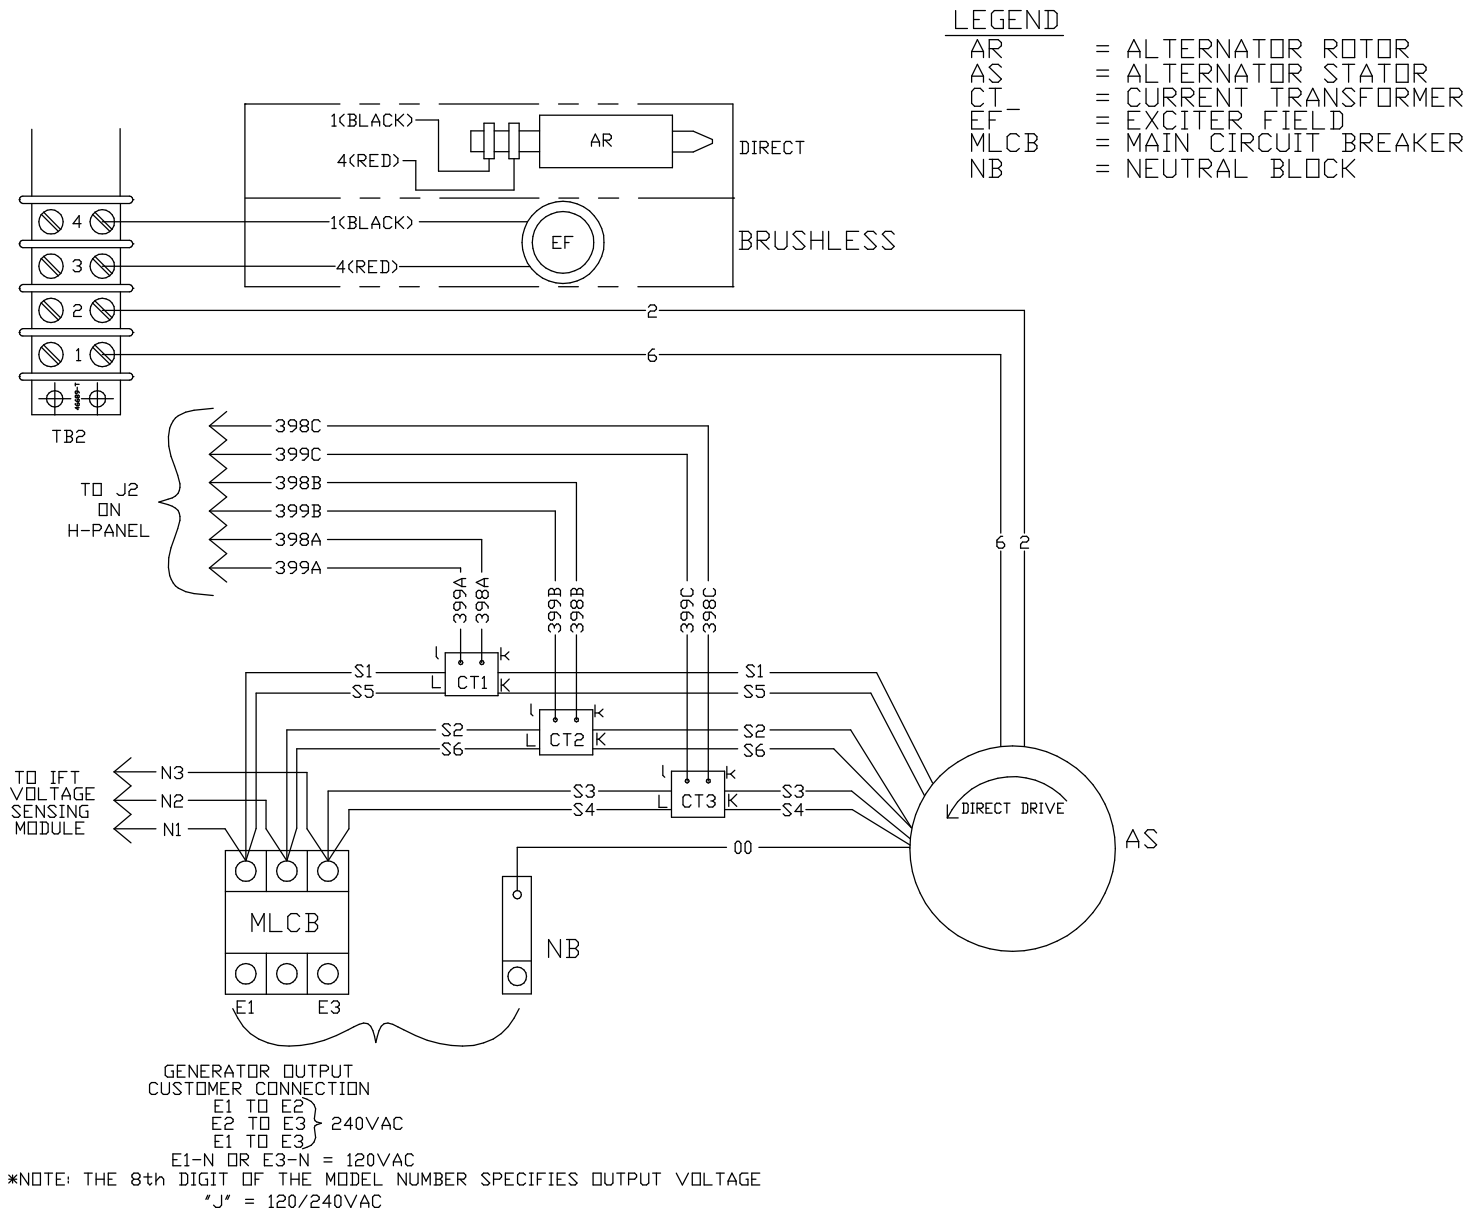 LEGEND
AR = ALTERNATOR ROTOR
AS = ALTERNATOR STATOR
CT_ = CURRENT TRANSFORMER
EF = EXCITER FIELD
MLCB = MAIN CIRCUIT BREAKER
NB = NEUTRAL BLOCK
1(BLACK)
4(RED)
AR
DIRECT
4
1(BLACK)
EF
BRUSHLESS
3
4(RED)
2
2
1
6
46689-T
TB2
398C
399C
398B
399B
398A
399A
TO J2
ON
H-PANEL
6 2
399A
398A
399B
398B
399C
398C
l k
S1 S1
L CT1 K
S5 S5
l k
S2 S2
L CT2 K
S6 S6
l k
S3 S3
L CT3 K
S4 S4
TO IFT
VOLTAGE
SENSING
MODULE
N3
N2
N1
DIRECT DRIVE
AS
00
MLCB
NB
E1 E3
GENERATOR OUTPUT
CUSTOMER CONNECTION
E1 TO E2
E2 TO E3
240VAC
E1 TO E3
E1-N OR E3-N = 120VAC
*NOTE: THE 8th DIGIT OF THE MODEL NUMBER SPECIFIES OUTPUT VOLTAGE
"J" = 120/240VAC